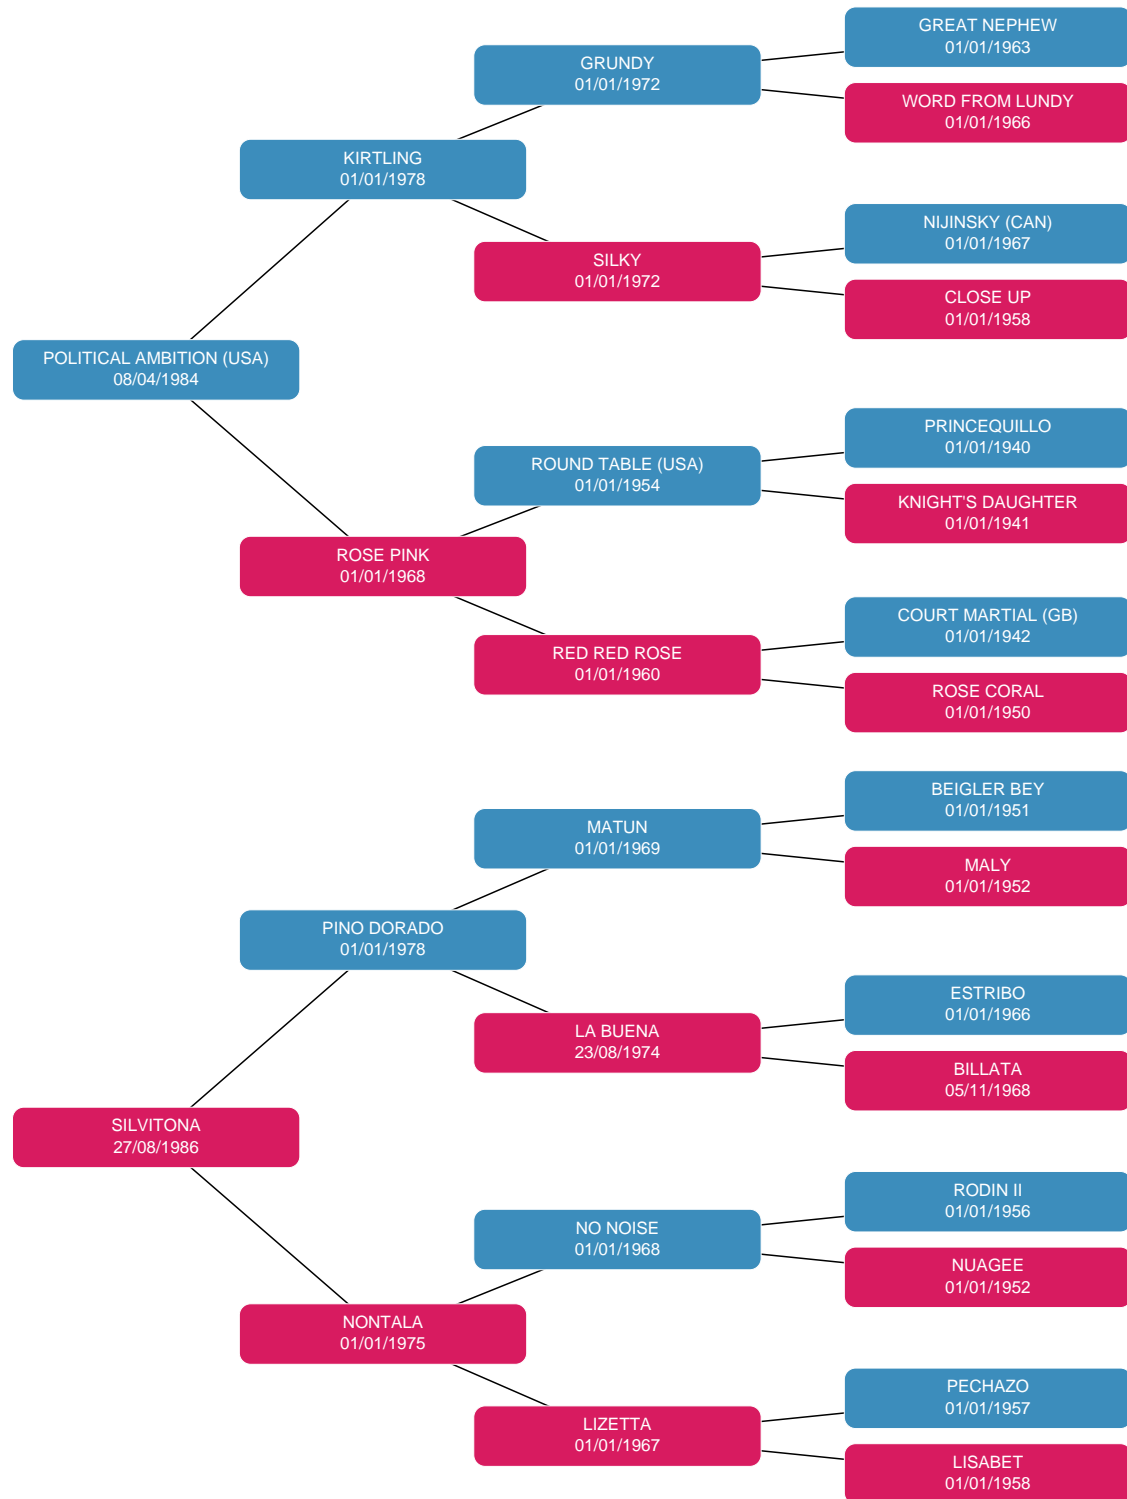 GREAT NEPHEW
01/01/1963
GRUNDY
01/01/1972
WORD FROM LUNDY
01/01/1966
KIRTLING
01/01/1978
NIJINSKY (CAN)
01/01/1967
SILKY
01/01/1972
CLOSE UP
01/01/1958
POLITICAL AMBITION (USA)
08/04/1984
PRINCEQUILLO
01/01/1940
ROUND TABLE (USA)
01/01/1954
KNIGHT'S DAUGHTER
01/01/1941
ROSE PINK
01/01/1968
COURT MARTIAL (GB)
01/01/1942
RED RED ROSE
01/01/1960
ROSE CORAL
01/01/1950
BEIGLER BEY
01/01/1951
MATUN
01/01/1969
MALY
01/01/1952
PINO DORADO
01/01/1978
ESTRIBO
01/01/1966
LA BUENA
23/08/1974
BILLATA
05/11/1968
SILVITONA
27/08/1986
RODIN II
01/01/1956
NO NOISE
01/01/1968
NUAGEE
01/01/1952
NONTALA
01/01/1975
PECHAZO
01/01/1957
LIZETTA
01/01/1967
LISABET
01/01/1958